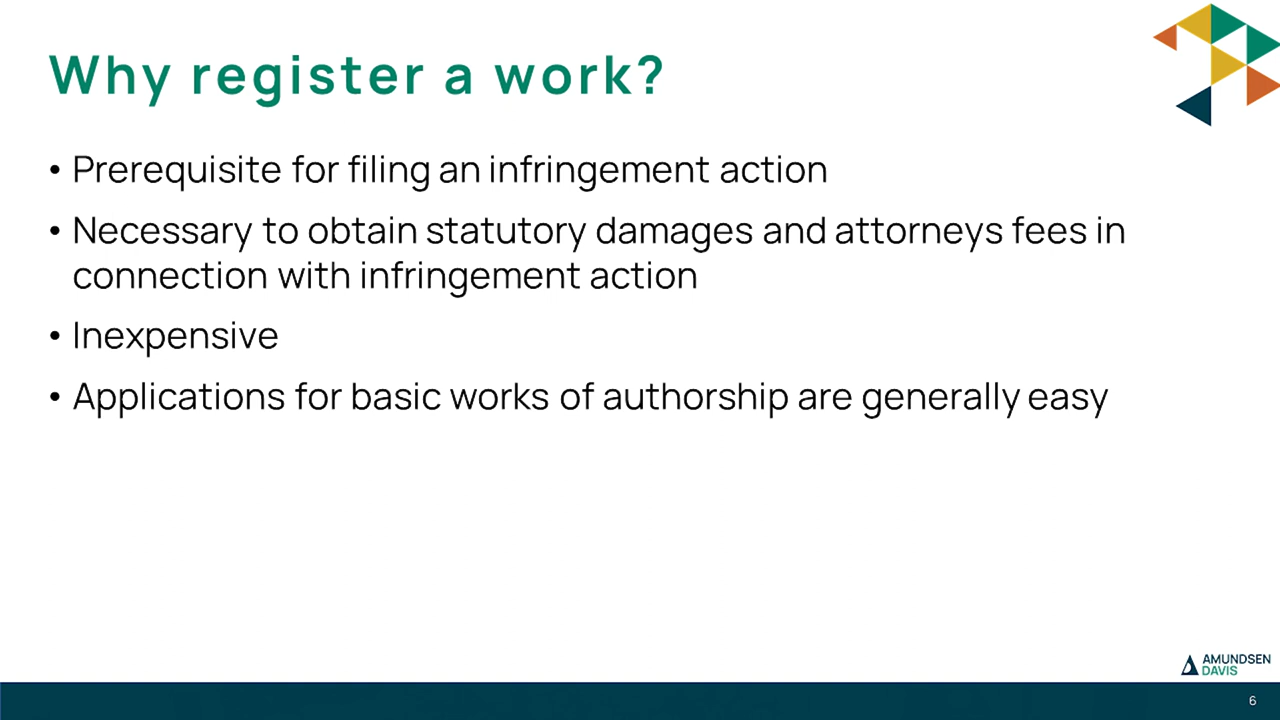 Why register a work?
• Prerequisite for filing an infringement action
• Necessary to obtain statutory damages and attorneys fees in
connection with infringement action
• Inexpensive
• Applications for basic works of authorship are generally easy
AMUNDSEN
DAVIS
6